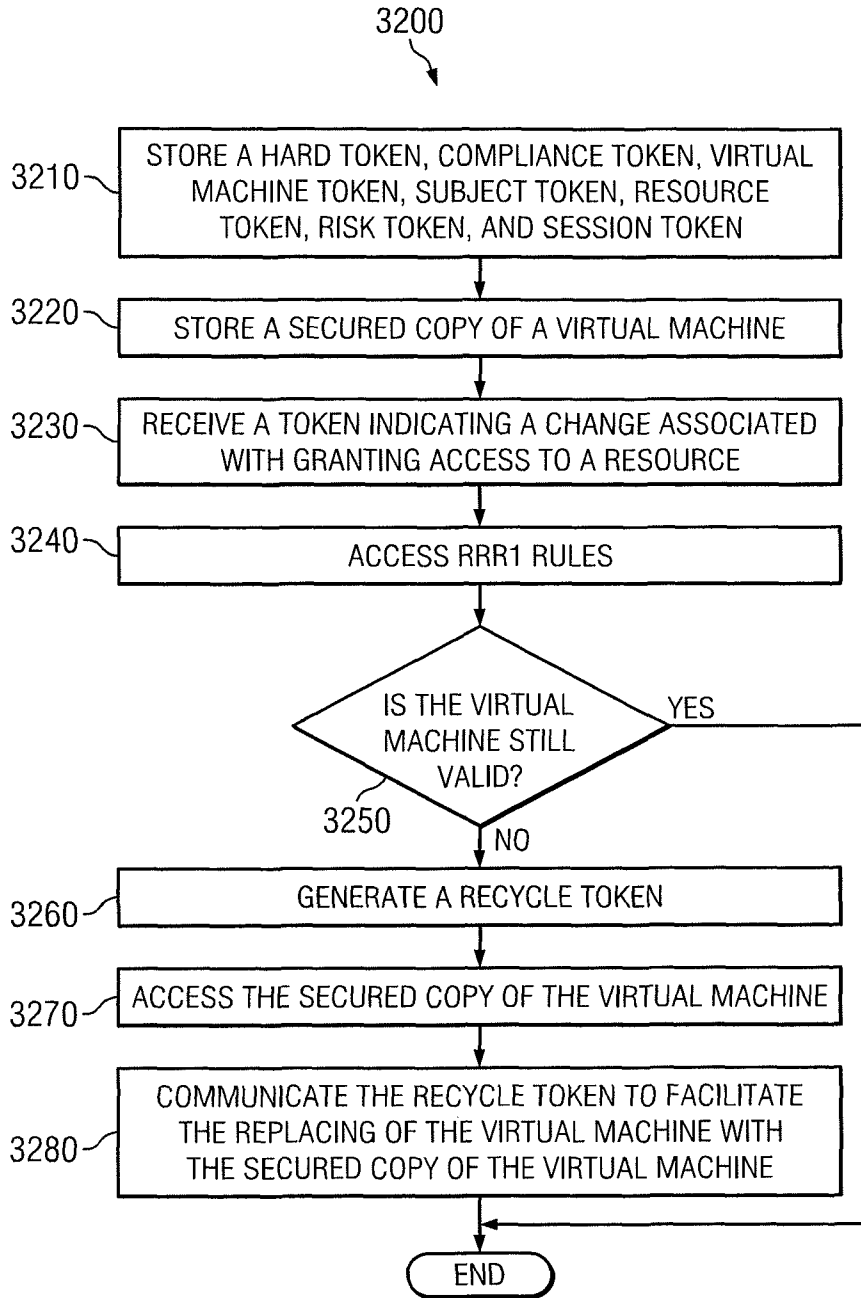 3200
3210
STORE A HARD TOKEN, COMPLIANCE TOKEN, VIRTUAL
MACHINE TOKEN, SUBJECT TOKEN, RESOURCE
TOKEN, RISK TOKEN, AND SESSION TOKEN
3220
STORE A SECURED COPY OF A VIRTUAL MACHINE
3230
RECEIVE A TOKEN INDICATING A CHANGE ASSOCIATED
WITH GRANTING ACCESS TO A RESOURCE
3240
ACCESS RRR1 RULES
IS THE VIRTUAL
MACHINE STILL
VALID?
YES
3250
NO
3260
GENERATE A RECYCLE TOKEN
3270
ACCESS THE SECURED COPY OF THE VIRTUAL MACHINE
3280
COMMUNICATE THE RECYCLE TOKEN TO FACILITATE
THE REPLACING OF THE VIRTUAL MACHINE WITH
THE SECURED COPY OF THE VIRTUAL MACHINE
END